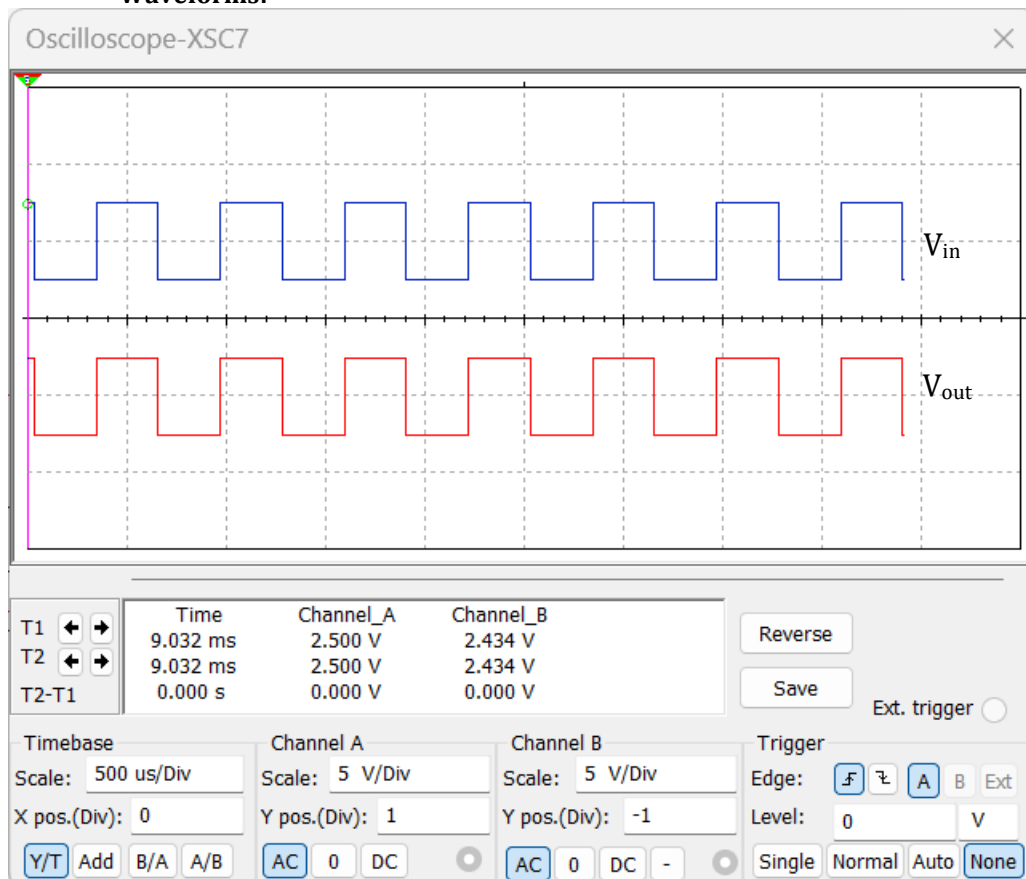 Waveforms:
Oscilloscope-XSC7
V_in
V_out
T1
T2
T2-T1
Time Channel_A Channel_B
9.032 ms 2.500 V 2.434 V
9.032 ms 2.500 V 2.434 V
0.000 s 0.000 V 0.000 V
Reverse
Save
Ext. trigger
Timebase
Scale: 500 us/Div
X pos.(Div): 0
Y/T Add B/A A/B
Channel A
Scale: 5 V/Div
Y pos.(Div): 1
AC 0 DC
Channel B
Scale: 5 V/Div
Y pos.(Div): -1
AC 0 DC -
Trigger
Edge: A B Ext
Level: 0 V
Single Normal Auto None